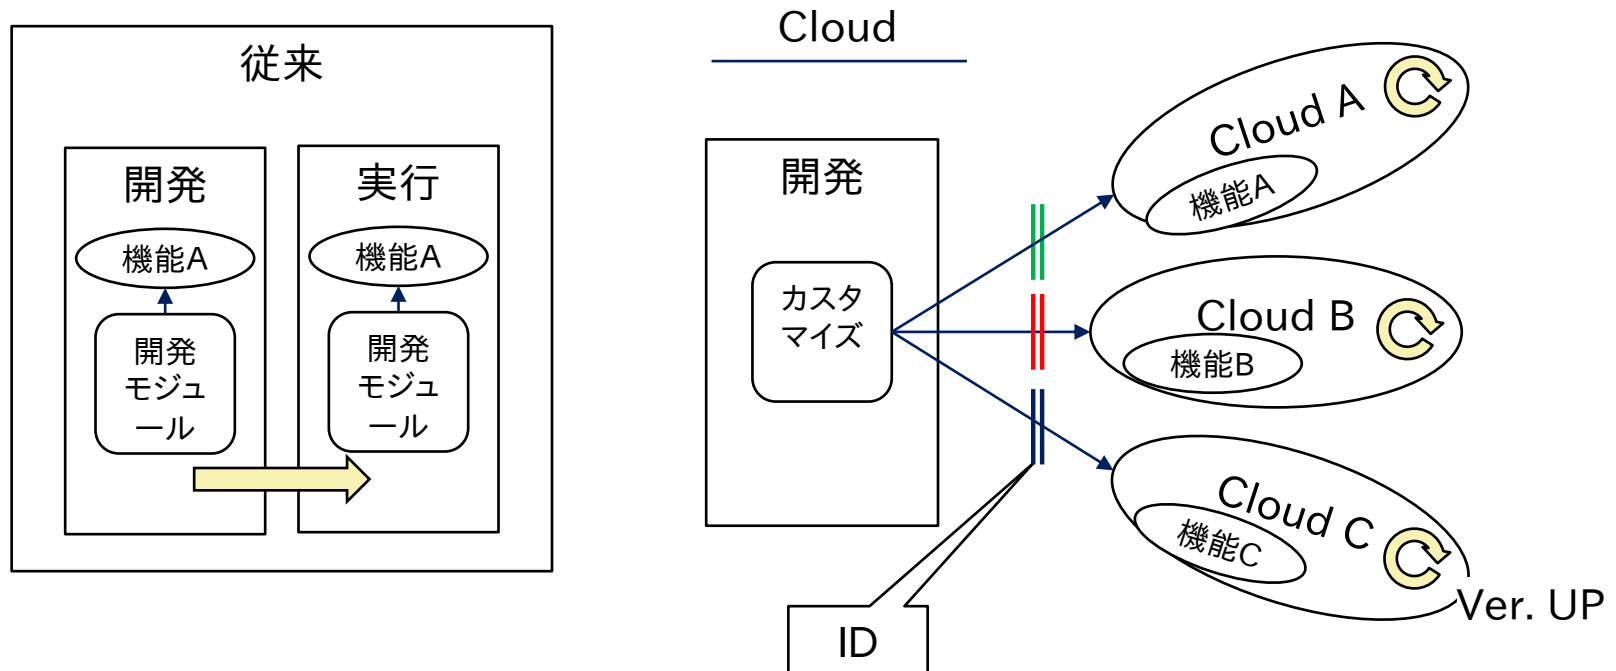 従来
開発
機能A
開発
モジュ
ール
実行
機能A
開発
モジュ
ール
Cloud
開発
カスタ
マイズ
ID
Cloud A
機能A
Cloud B
機能B
Cloud C
機能C
Ver. UP